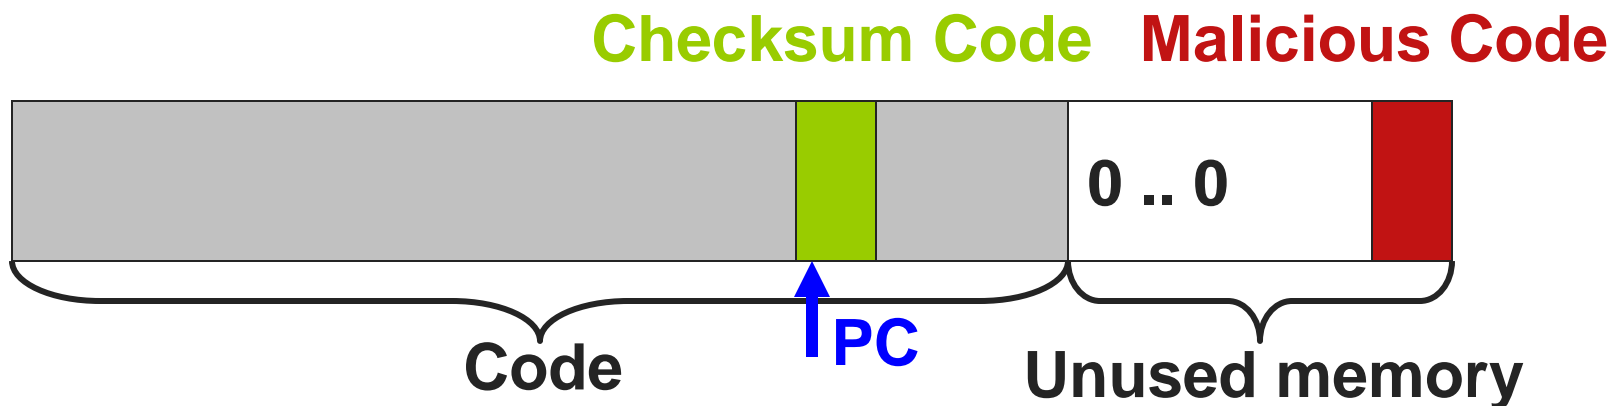 Checksum Code
Malicious Code
0 .. 0
PC
Code
Unused memory